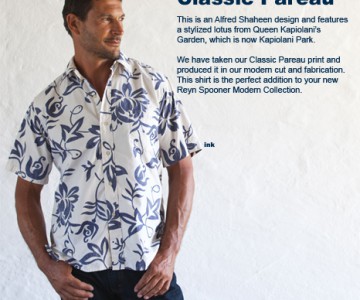 Classic Pareau
This is an Alfred Shaheen design and features
a stylized lotus from Queen Kapiolani's
Garden, which is now Kapiolani Park.
We have taken our Classic Pareau print and
produced it in our modern cut and fabrication.
This shirt is the perfect addition to your new
Reyn Spooner Modern Collection.
ink